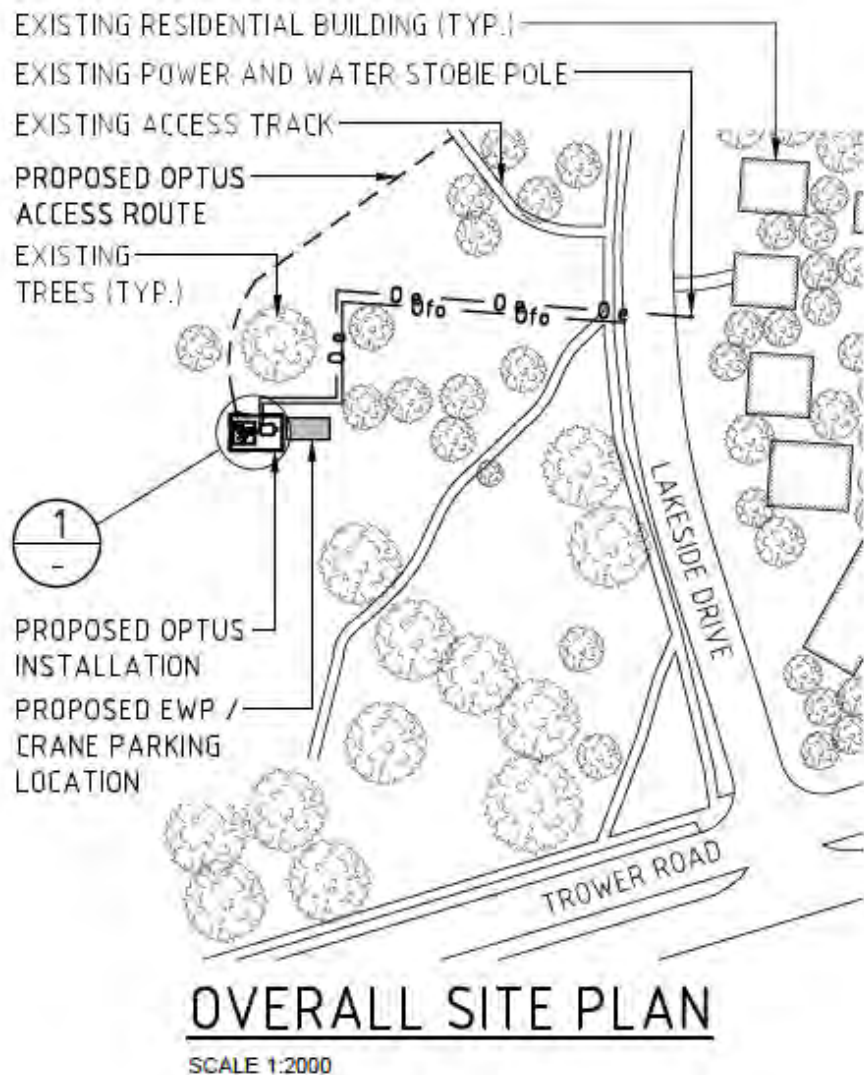 EXISTING RESIDENTIAL BUILDING (TYP.)
EXISTING POWER AND WATER STOBIE POLE
EXISTING ACCESS TRACK
PROPOSED OPTUS
ACCESS ROUTE
EXISTING
TREES (TYP.)
1
-
PROPOSED OPTUS
INSTALLATION
PROPOSED EWP /
CRANE PARKING
LOCATION
LAKESIDE DRIVE
TROWER ROAD
OVERALL SITE PLAN
SCALE 1:2000